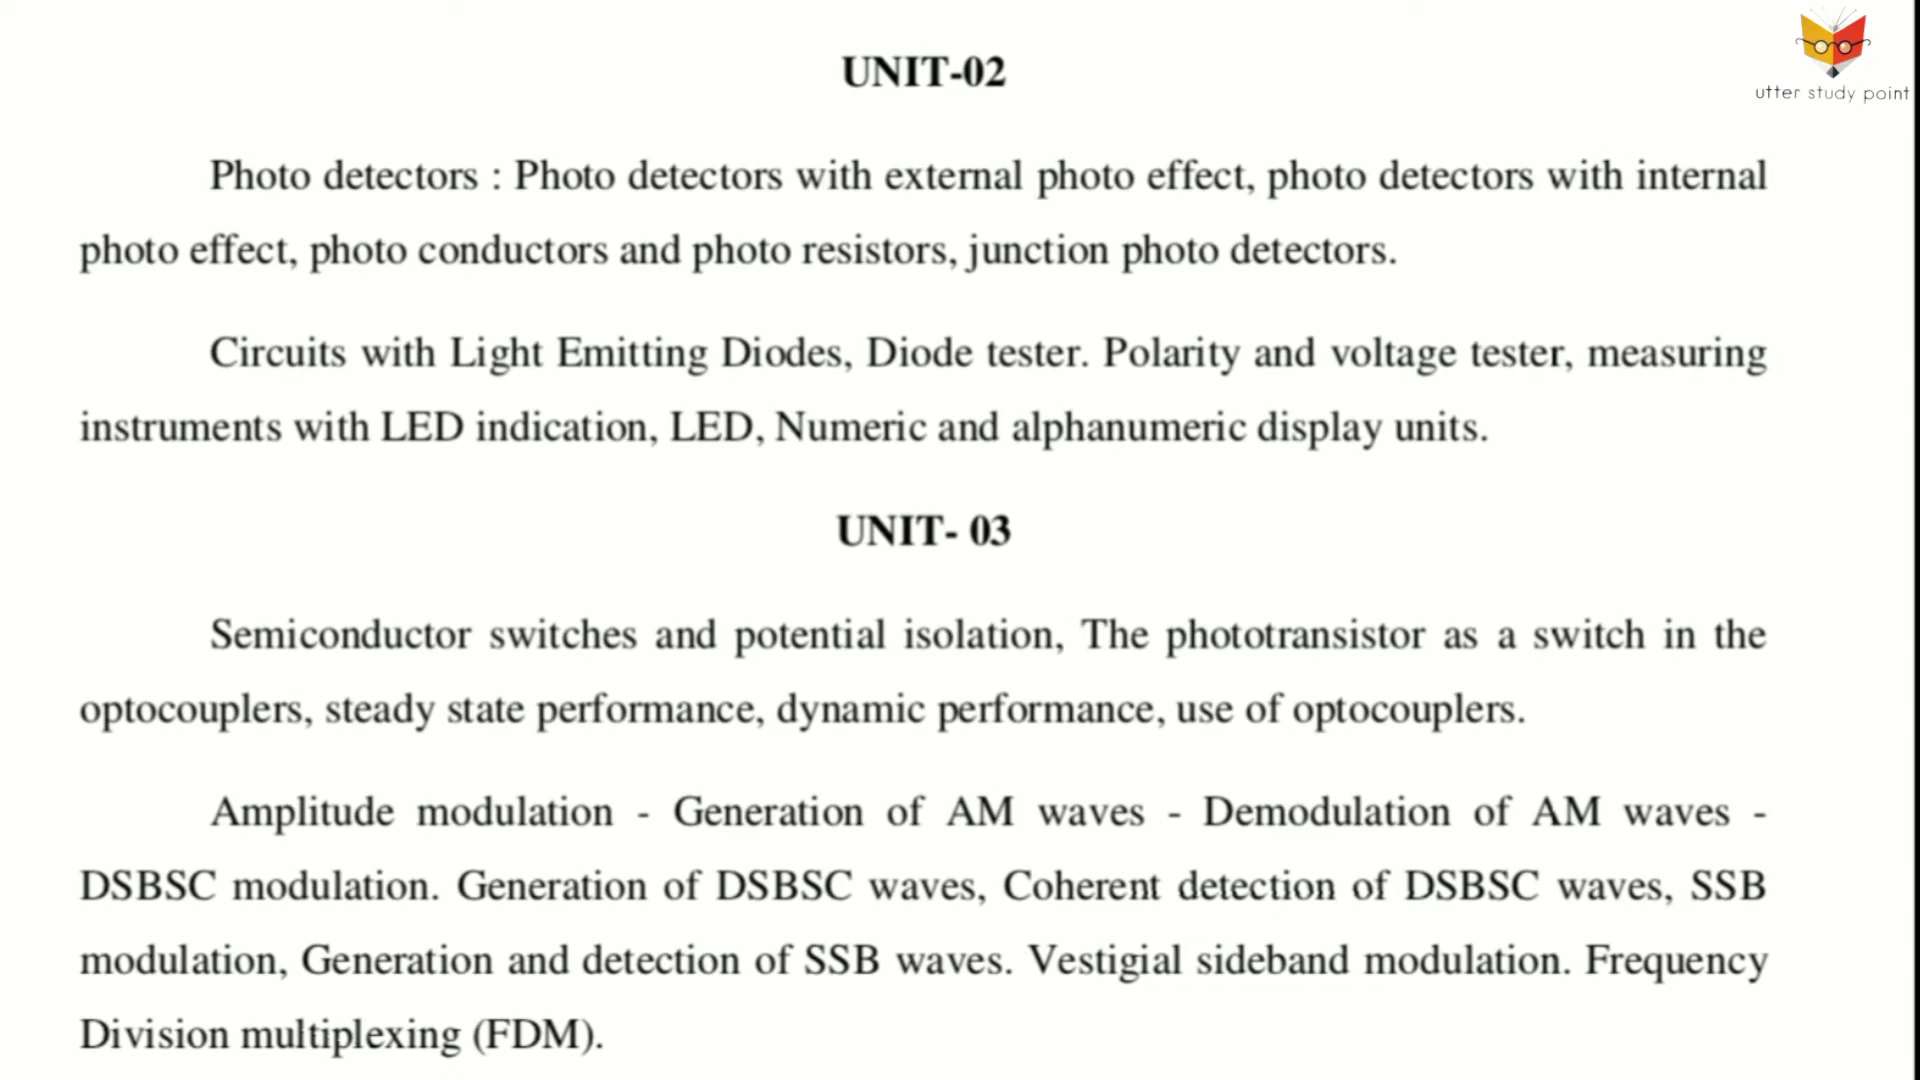 UNIT-02
utter study point
Photo detectors : Photo detectors with external photo effect, photo detectors with internal
photo effect, photo conductors and photo resistors, junction photo detectors.
Circuits with Light Emitting Diodes, Diode tester. Polarity and voltage tester, measuring
instruments with LED indication, LED, Numeric and alphanumeric display units.
UNIT- 03
Semiconductor switches and potential isolation, The phototransistor as a switch in the
optocouplers, steady state performance, dynamic performance, use of optocouplers.
Amplitude modulation - Generation of AM waves - Demodulation of AM waves -
DSBSC modulation. Generation of DSBSC waves, Coherent detection of DSBSC waves, SSB
modulation, Generation and detection of SSB waves. Vestigial sideband modulation. Frequency
Division multiplexing (FDM).